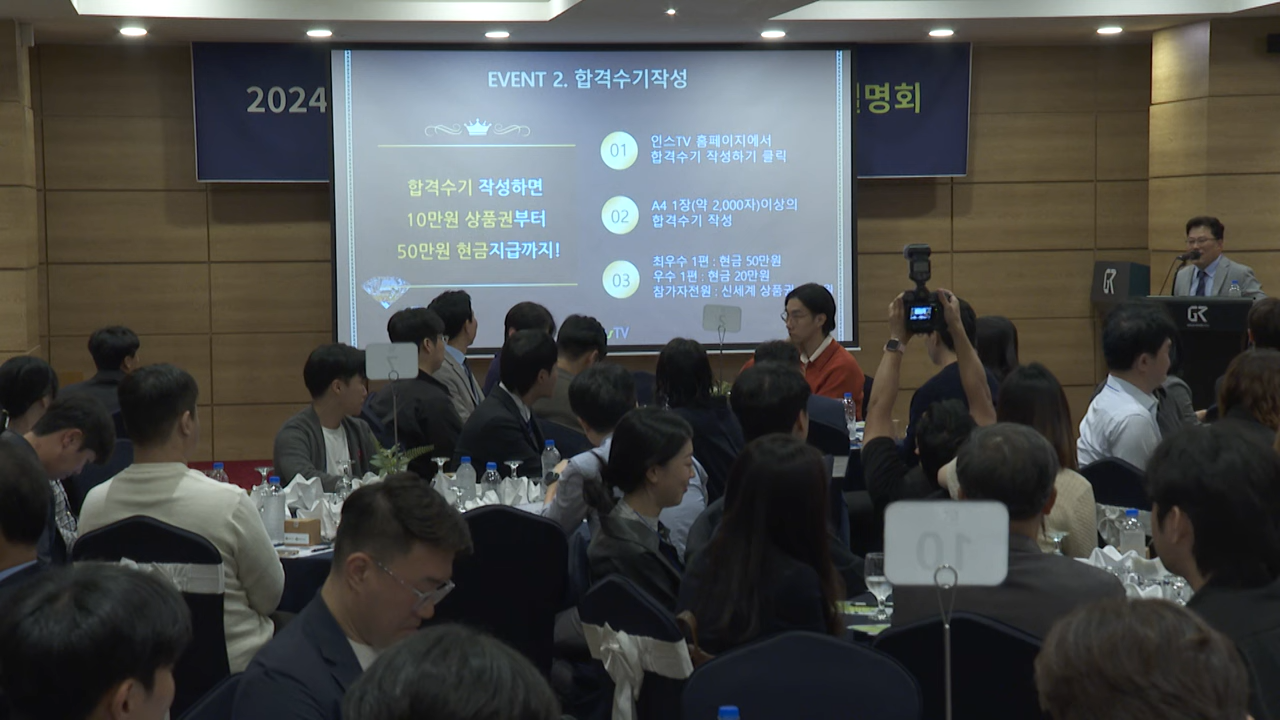 2024
명회
EVENT 2. 합격수기작성
합격수기 작성하면
10만원 상품권부터
50만원 현금지급까지!
01
인스TV 홈페이지에서
합격수기 작성하기 클릭
02
A4 1장(약 2,000자)이상의
합격수기 작성
03
최우수 1편 : 현금 50만원
우수 1편 : 현금 20만원
참가자전원 : 신세계 상품권
TV
GR
GR
5
7
10